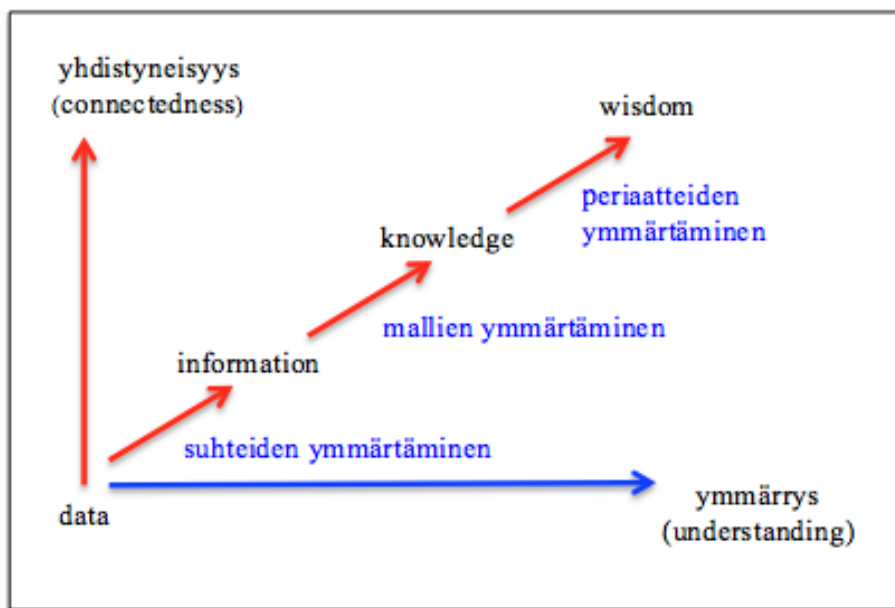 yhdistyneisyys
(connectedness)
wisdom
periaatteiden
ymmärtäminen
knowledge
mallien ymmärtäminen
information
suhteiden ymmärtäminen
data
ymmärrys
(understanding)